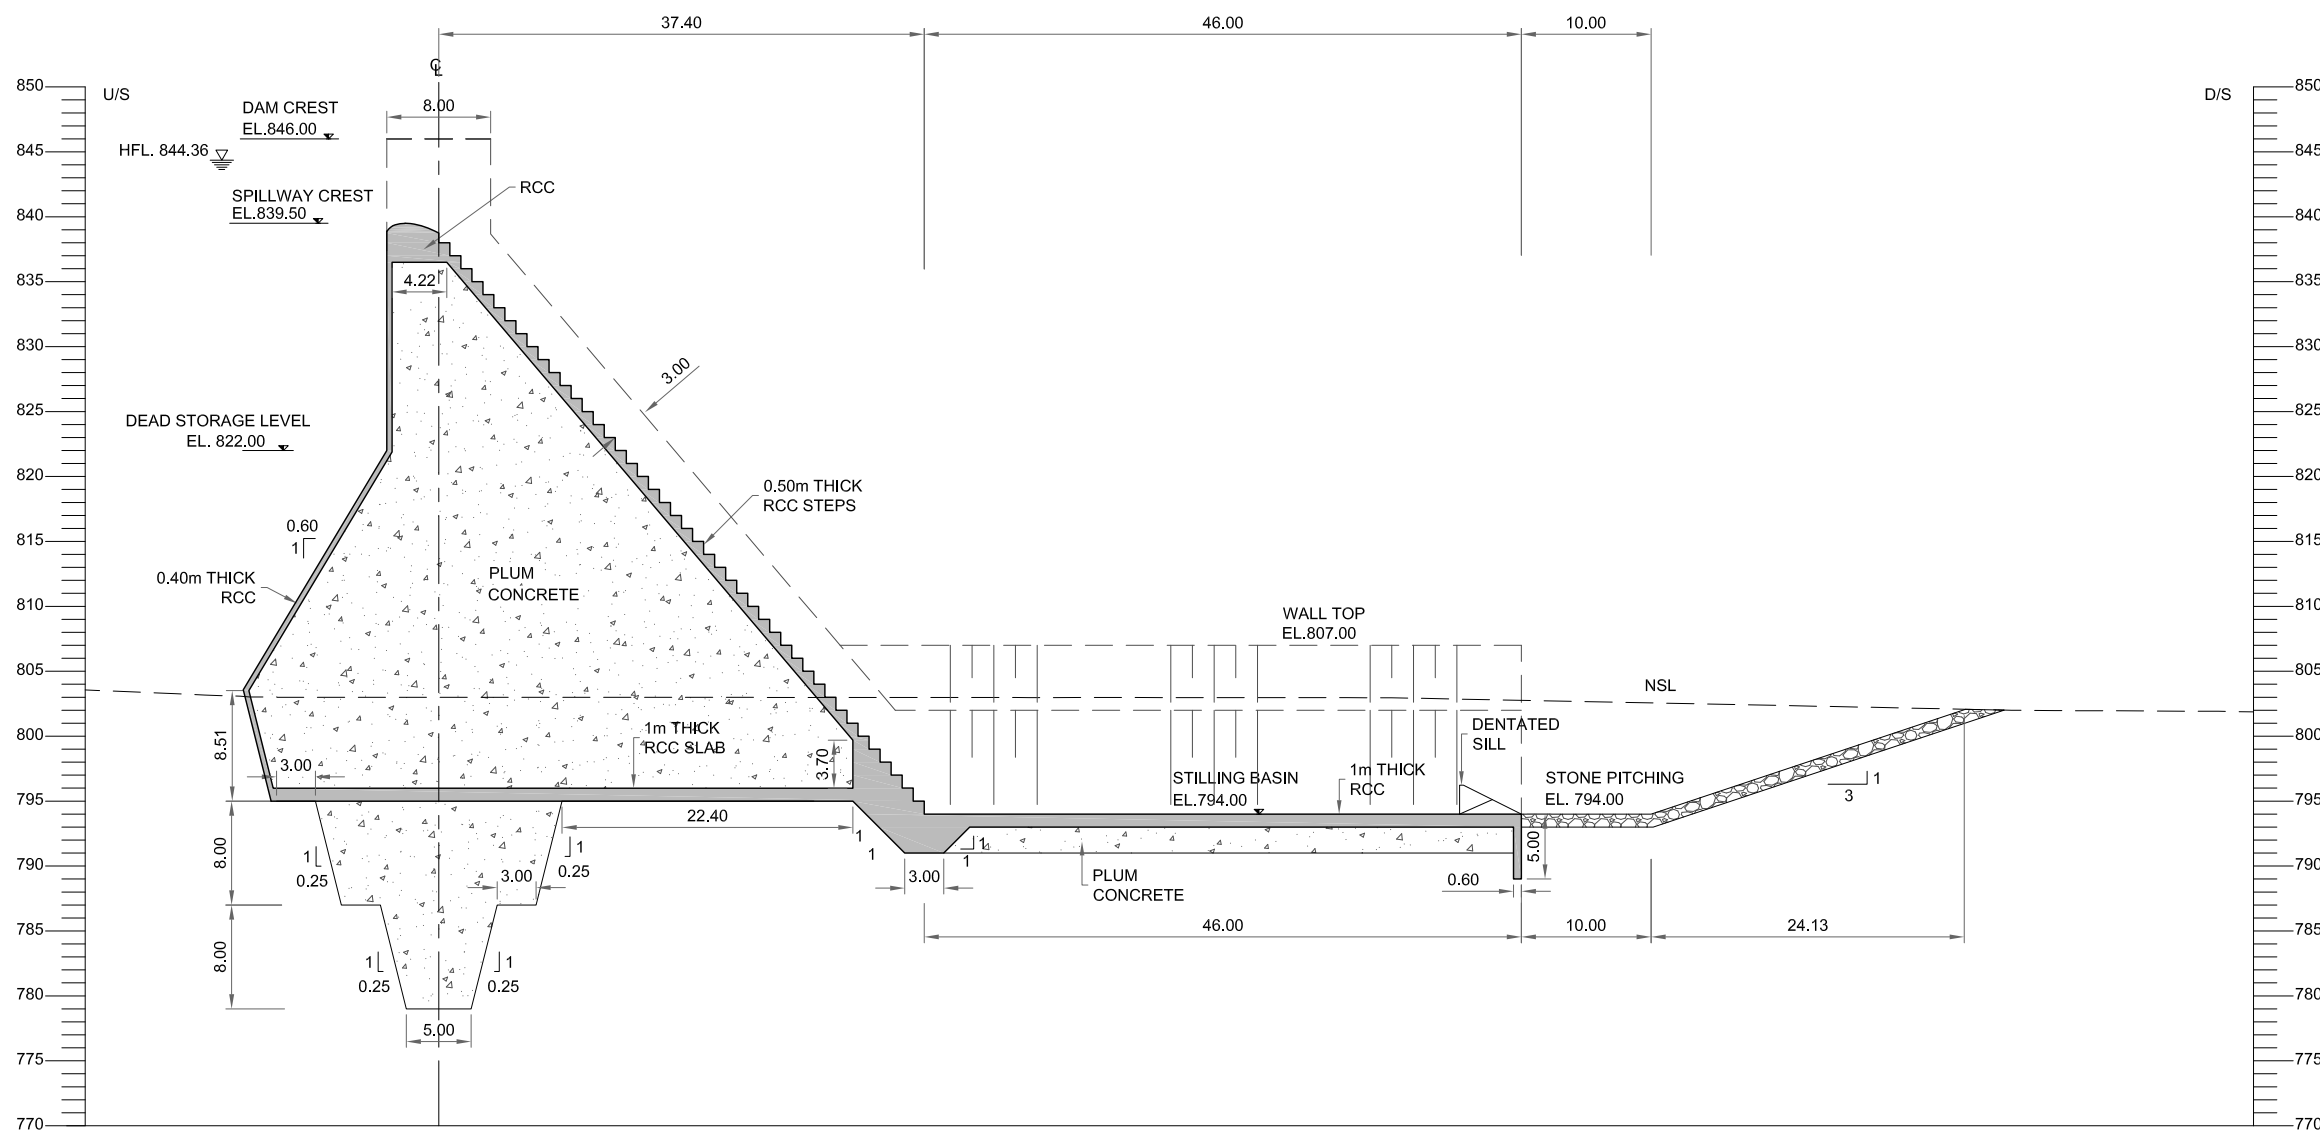 37.40
46.00
10.00
℄
850
U/S
D/S
850
DAM CREST
EL.846.00
8.00
HFL. 844.36
845
845
SPILLWAY CREST
EL.839.50
RCC
840
840
835
4.22
835
830
830
3.00
825
825
DEAD STORAGE LEVEL
EL. 822.00
820
820
0.50m THICK
RCC STEPS
0.60
1
815
815
0.40m THICK
RCC
PLUM
CONCRETE
810
810
WALL TOP
EL.807.00
805
805
NSL
8.51
1m THICK
RCC SLAB
3.70
DENTATED
SILL
800
800
3.00
STILLING BASIN
EL.794.00
1m THICK
RCC
STONE PITCHING
EL. 794.00
1
3
795
795
22.40
8.00
1
0.25
1
0.25
1
1
1
1
5.00
790
790
3.00
3.00
PLUM
CONCRETE
0.60
785
785
8.00
46.00
10.00
24.13
1
0.25
1
0.25
780
780
5.00
775
775
770
770